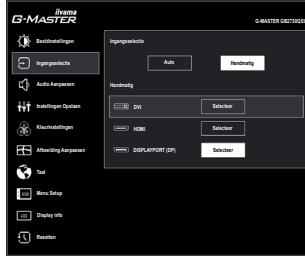 iiyama
G-MASTER
G-MASTER GB2730QSU
Beeldinstellingen
Ingangsselectie
Audio Aanpassen
Instellingen Opslaan
Kleurinstellingen
Afbeelding Aanpassen
Taal
Menu Setup
Display info
Resetten
Ingangsselectie
Auto
Handmatig
Handmatig
DVI
Selecteer
HDMI
Selecteer
DISPLAYPORT (DP)
Selecteer